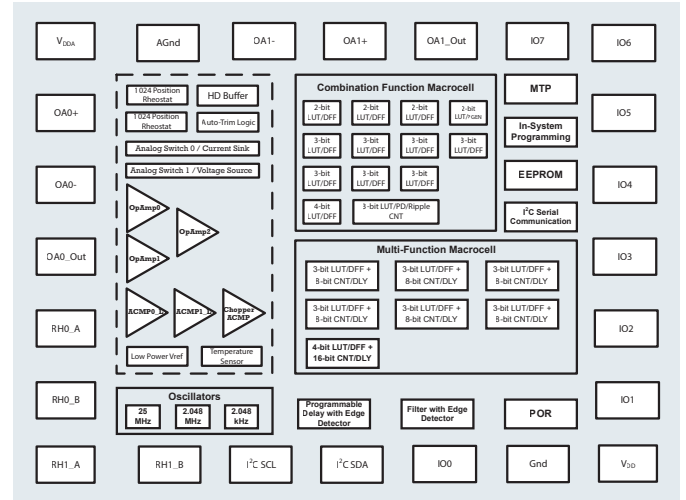 VDDA
AGnd
OA1-
OA1+
OA1_Out
IO7
IO6
OA0+
OA0-
OA0_Out
RH0_A
RH0_B
RH1_A
1024 Position
Rheostat
HD Buffer
1024 Position
Rheostat
Auto-Trim Logic
Analog Switch 0 / Current Sink
Analog Switch 1 / Voltage Source
OpAmp0
OpAmp2
OpAmp1
ACMP0_L
ACMP1_L
Chopper
ACMP
Low Power Vref
Temperature
Sensor
Oscillators
25
MHz
2.048
MHz
2.048
kHz
Combination Function Macrocell
2-bit
LUT/DFF
2-bit
LUT/DFF
2-bit
LUT/DFF
2-bit
LUT/PGEN
3-bit
LUT/DFF
3-bit
LUT/DFF
3-bit
LUT/DFF
3-bit
LUT/DFF
3-bit
LUT/DFF
3-bit
LUT/DFF
3-bit
LUT/DFF
4-bit
LUT/DFF
3-bit LUT/PD/Ripple
CNT
MTP
In-System
Programming
EEPROM
I2C Serial
Communication
Multi-Function Macrocell
3-bit LUT/DFF +
8-bit CNT/DLY
3-bit LUT/DFF +
8-bit CNT/DLY
3-bit LUT/DFF +
8-bit CNT/DLY
3-bit LUT/DFF +
8-bit CNT/DLY
3-bit LUT/DFF +
8-bit CNT/DLY
3-bit LUT/DFF +
8-bit CNT/DLY
4-bit LUT/DFF +
16-bit CNT/DLY
Programmable
Delay with Edge
Detector
Filter with Edge
Detector
POR
IO5
IO4
IO3
IO2
IO1
RH1_B
I2C SCL
I2C SDA
IO0
Gnd
VDD